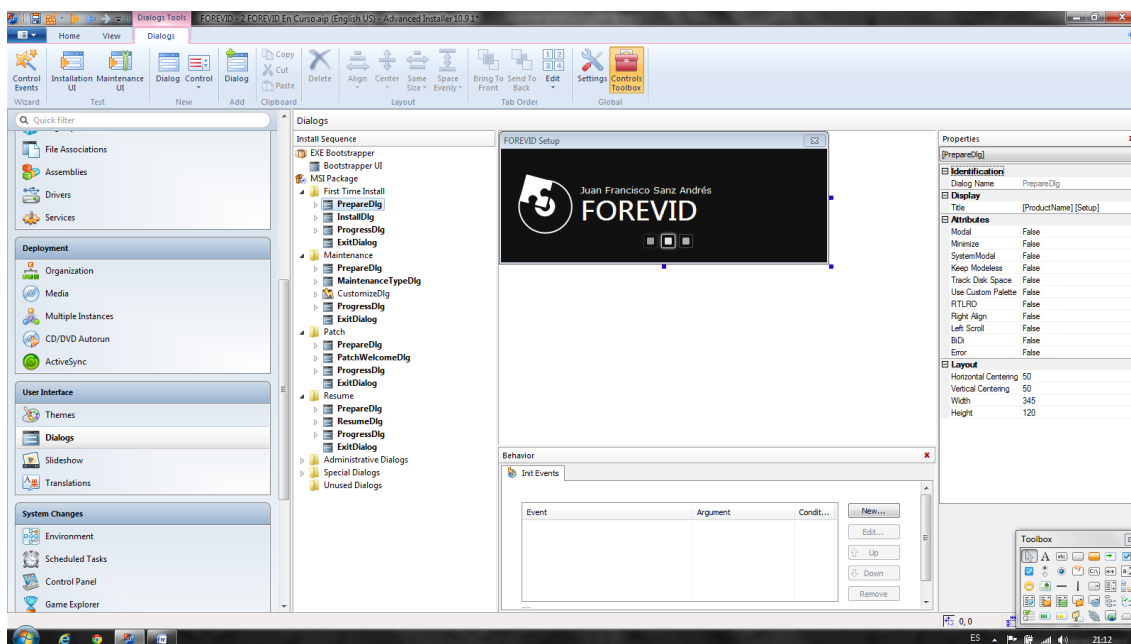 Dialogs Tools
FOREVID - 2 FOREVID En Curso.aip (English US) - Advanced Installer 10.9.1*
Home View Dialogs
Control Events
Installation UI
Maintenance UI
Dialog
Control
Dialog
Copy
Cut
Paste
Delete
Align
Center
Same Size
Space Evenly
Bring To Front
Send To Back
Edit
Settings
Controls Toolbox
Wizard Test New Add Clipboard Layout Tab Order Global
Quick filter
File Associations
Assemblies
Drivers
Services
Deployment
Organization
Media
Multiple Instances
CD/DVD Autorun
ActiveSync
User Interface
Themes
Dialogs
Slideshow
Translations
System Changes
Environment
Scheduled Tasks
Control Panel
Game Explorer
Dialogs
Install Sequence
EXE Bootstrapper
Bootstrapper UI
MSI Package
First Time Install
PrepareDlg
InstallDlg
ProgressDlg
ExitDialog
Maintenance
PrepareDlg
MaintenanceTypeDlg
CustomizeDlg
ProgressDlg
ExitDialog
Patch
PrepareDlg
PatchWelcomeDlg
ProgressDlg
ExitDialog
Resume
PrepareDlg
ResumeDlg
ProgressDlg
ExitDialog
Administrative Dialogs
Special Dialogs
Unused Dialogs
FOREVID Setup
Juan Francisco Sanz Andrés
FOREVID
Behavior
Init Events
Event Argument Condit...
New...
Edit...
Up
Down
Remove
Properties
[PrepareDlg]
Identification
Dialog Name PrepareDlg
Display
Title [ProductName] [Setup]
Attributes
Modal False
Minimize False
SystemModal False
Keep Modeless False
Track Disk Space False
Use Custom Palette False
RTLRO False
Right Align False
Left Scroll False
BiDi False
Error False
Layout
Horizontal Centering 50
Vertical Centering 50
Width 345
Height 120
Toolbox
0, 0
ES
21:12